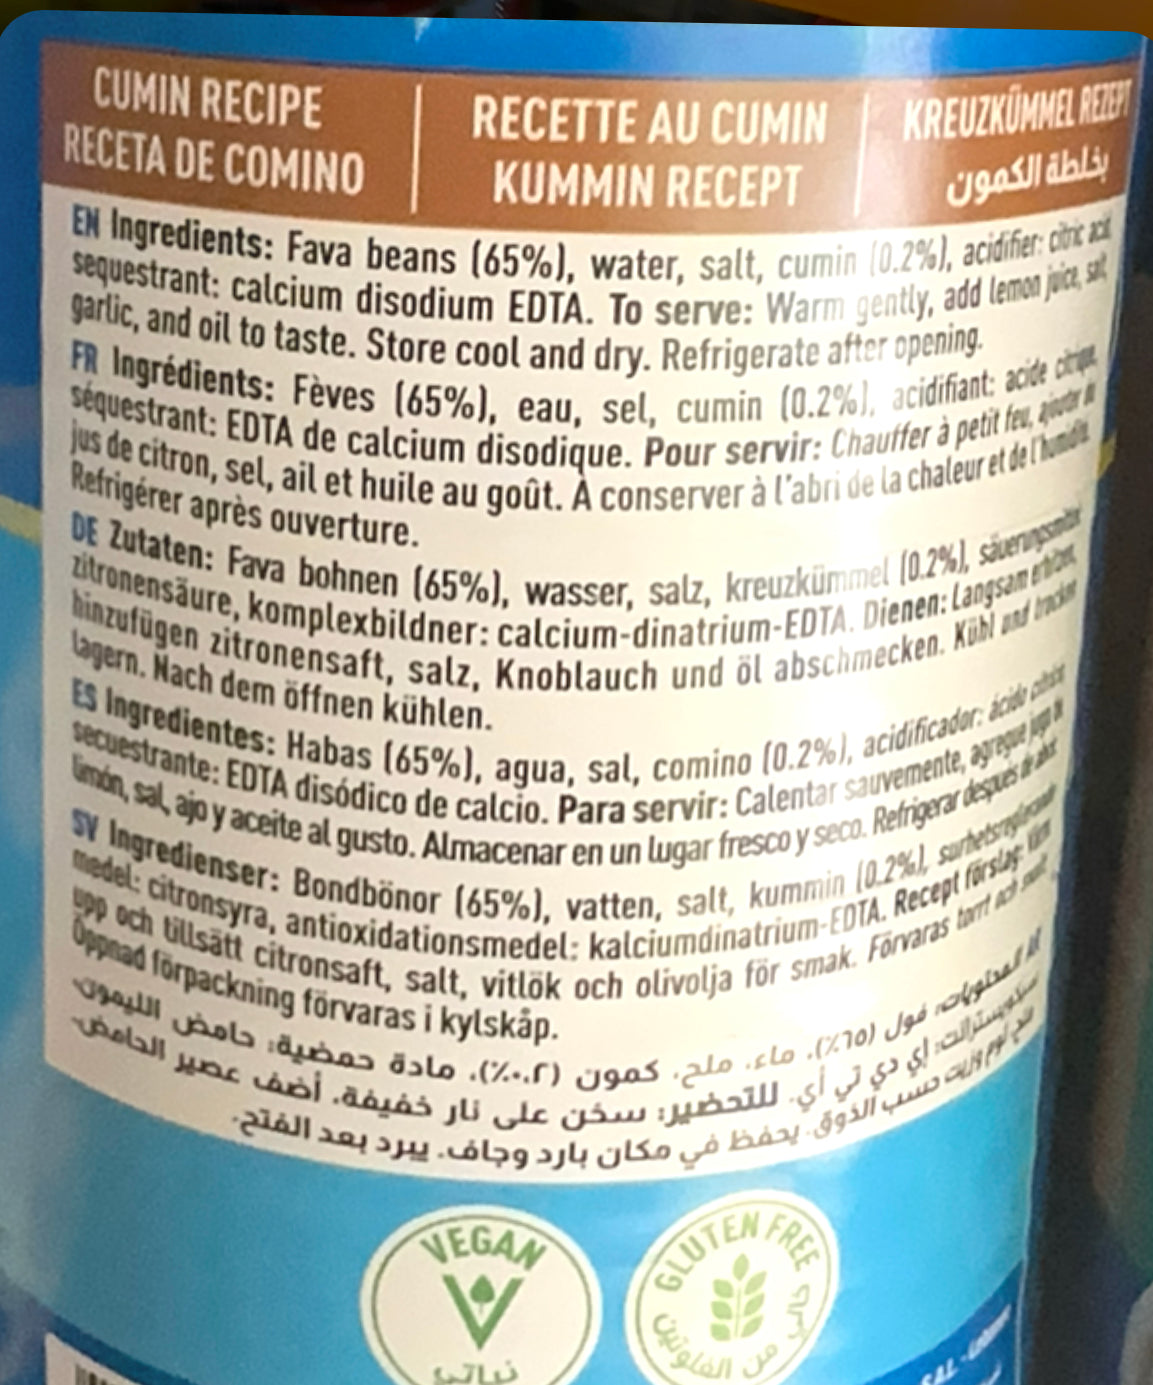 CUMIN RECIPE
RECETA DE COMINO
RECETTE AU CUMIN
KUMMIN RECEPT
KREUZKÜMMEL REZEPT
بخلطة الكمون
EN Ingredients: Fava beans (65%), water, salt, cumin (0.2%), acidifier: citric acid,
sequestrant: calcium disodium EDTA. To serve: Warm gently, add lemon juice, salt,
garlic, and oil to taste. Store cool and dry. Refrigerate after opening.
FR Ingrédients: Fèves (65%), eau, sel, cumin (0.2%), acidifiant: acide citrique,
séquestrant: EDTA de calcium disodique. Pour servir: Chauffer à petit feu, ajouter du
jus de citron, sel, ail et huile au goût. À conserver à l'abri de la chaleur et de l'humidité.
Refrigérer après ouverture.
DE Zutaten: Fava bohnen (65%), wasser, salz, kreuzkümmel (0.2%), säuerungsmittel:
zitronensäure, komplexbildner: calcium-dinatrium-EDTA. Dienen: Langsam erhitzen,
hinzufügen zitronensaft, salz, Knoblauch und öl abschmecken. Kühl und trocken
lagern. Nach dem öffnen kühlen.
ES Ingredientes: Habas (65%), agua, sal, comino (0.2%), acidificador: ácido cítrico,
secuestrante: EDTA disódico de calcio. Para servir: Calentar sauvemente, agregue jugo de
limón, sal, ajo y aceite al gusto. Almacenar en un lugar fresco y seco. Refrigerar después de abrir.
SV Ingredienser: Bondbönor (65%), vatten, salt, kummin (0.2%), surhetsreglerande
medel: citronsyra, antioxidationsmedel: kalciumdinatrium-EDTA. Recept förslag: Värm
upp och tillsätt citronsaft, salt, vitlök och olivolja för smak. Förvaras torrt och svalt.
Öppnad förpackning förvaras i kylskåp.
AR المحتويات: فول (٦٥٪)، ماء، ملح، كمون (٠.٢٪)، مادة حمضية: حامض الليمون،
سيكويسترانت: اي دي تي أي. للتحضير: سخن على نار خفيفة، أضف عصير الحامض،
ملح، ثوم وزيت حسب الذوق. يحفظ في مكان بارد وجاف. يبرد بعد الفتح.
VEGAN
نباتي
GLUTEN FREE
من الغلوتين
SAL